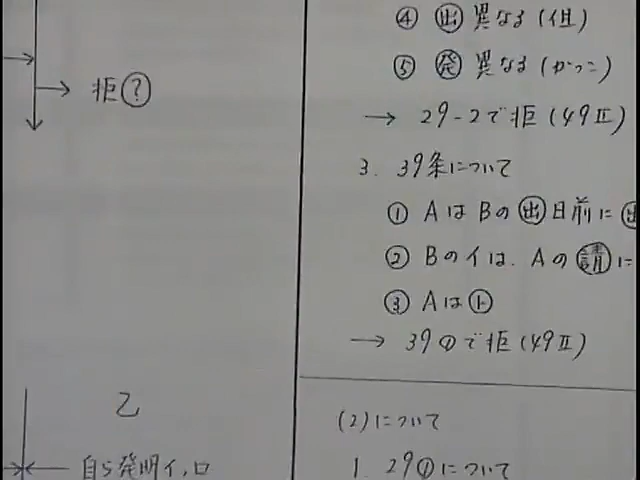 拒?
乙
自ら発明イ,ロ
④ 出 異なる(但)
⑤ 発 異なる(かっこ)
→ 29-2で拒(49Ⅱ)
3. 39条について
① AはBの出日前に出
② Bのイは、Aの請に
③ Aは
→ 39①で拒(49Ⅱ)
(2)について
1. 29①について